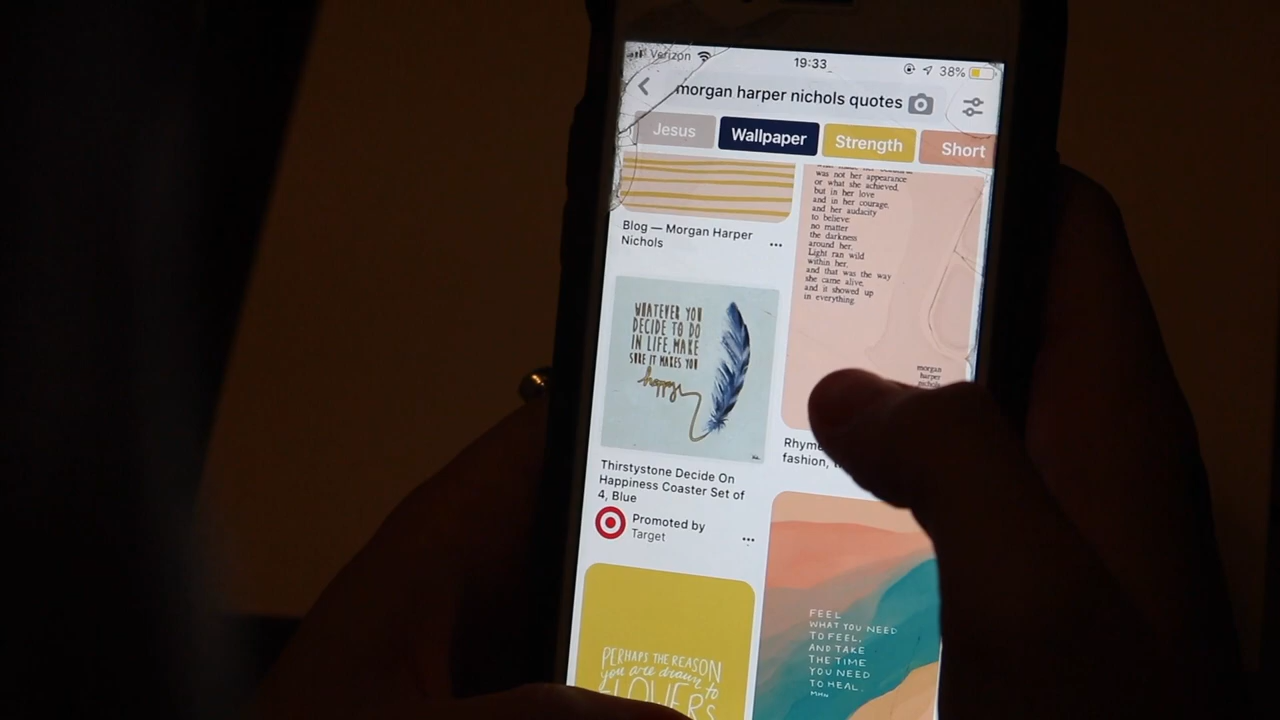 Verizon 19:33 38%
morgan harper nichols quotes
Jesus Wallpaper Strength Short
Blog — Morgan Harper
Nichols
was not her appearance
or what she achieved,
but in her love
and in her courage,
and her audacity
to believe:
no matter
the darkness
around her,
Light ran wild
within her,
and that was the way
she came alive,
and it showed up
in everything.
morgan
harper
nichols
WHATEVER YOU
DECIDE TO DO
IN LIFE, MAKE
SURE IT MAKES YOU
happy
Thirstystone Decide On
Happiness Coaster Set of
4, Blue
Promoted by
Target
fashion,
PERHAPS THE REASON
you are drawn to
FLOWERS
FEEL
WHAT YOU NEED
TO FEEL,
AND TAKE
THE TIME
YOU NEED
TO HEAL.
MHN